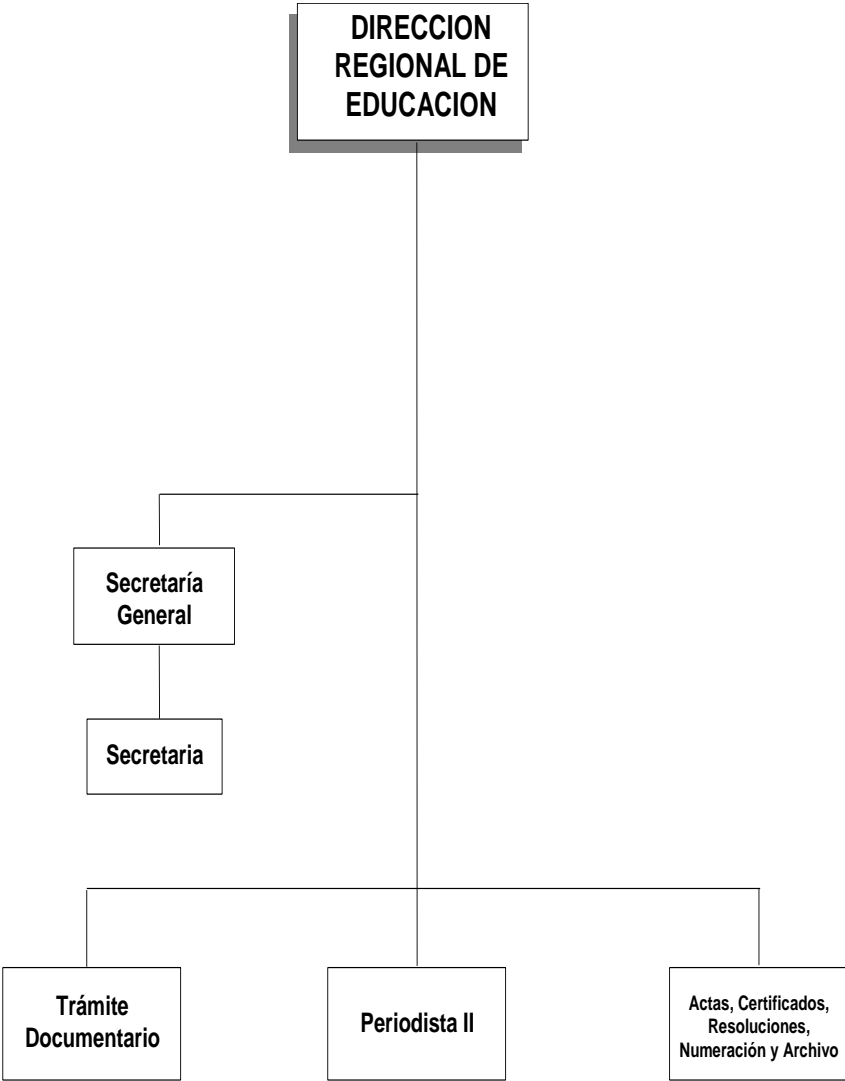 DIRECCION
REGIONAL DE
EDUCACION
Secretaría
General
Secretaria
Trámite
Documentario
Periodista II
Actas, Certificados,
Resoluciones,
Numeración y Archivo